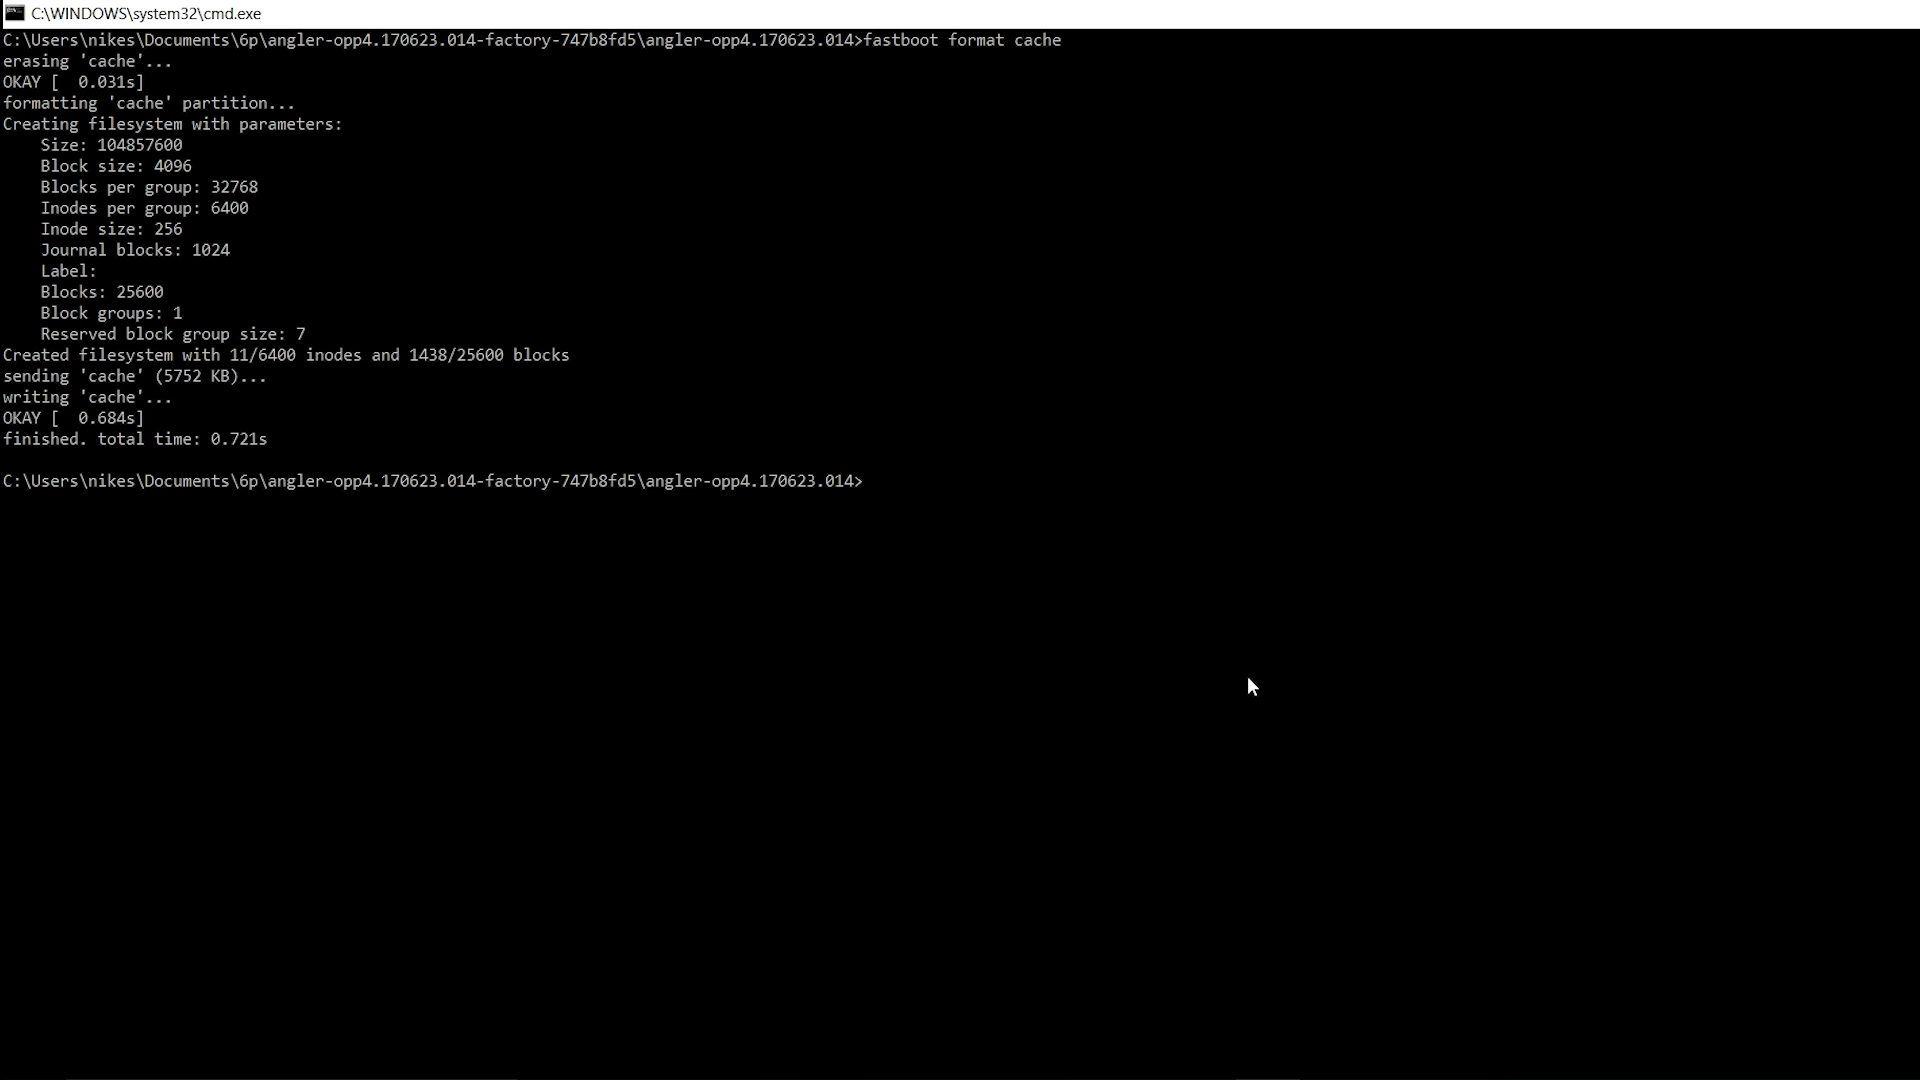 C:\WINDOWS\system32\cmd.exe
C:\Users\nikes\Documents\6p\angler-opp4.170623.014-factory-747b8fd5\angler-opp4.170623.014>fastboot format cache
erasing 'cache'...
OKAY [  0.031s]
formatting 'cache' partition...
Creating filesystem with parameters:
    Size: 104857600
    Block size: 4096
    Blocks per group: 32768
    Inodes per group: 6400
    Inode size: 256
    Journal blocks: 1024
    Label:
    Blocks: 25600
    Block groups: 1
    Reserved block group size: 7
Created filesystem with 11/6400 inodes and 1438/25600 blocks
sending 'cache' (5752 KB)...
writing 'cache'...
OKAY [  0.684s]
finished. total time: 0.721s
C:\Users\nikes\Documents\6p\angler-opp4.170623.014-factory-747b8fd5\angler-opp4.170623.014>